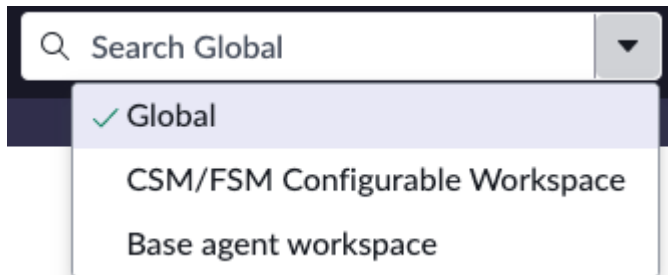 Search Global
Global
CSM/FSM Configurable Workspace
Base agent workspace